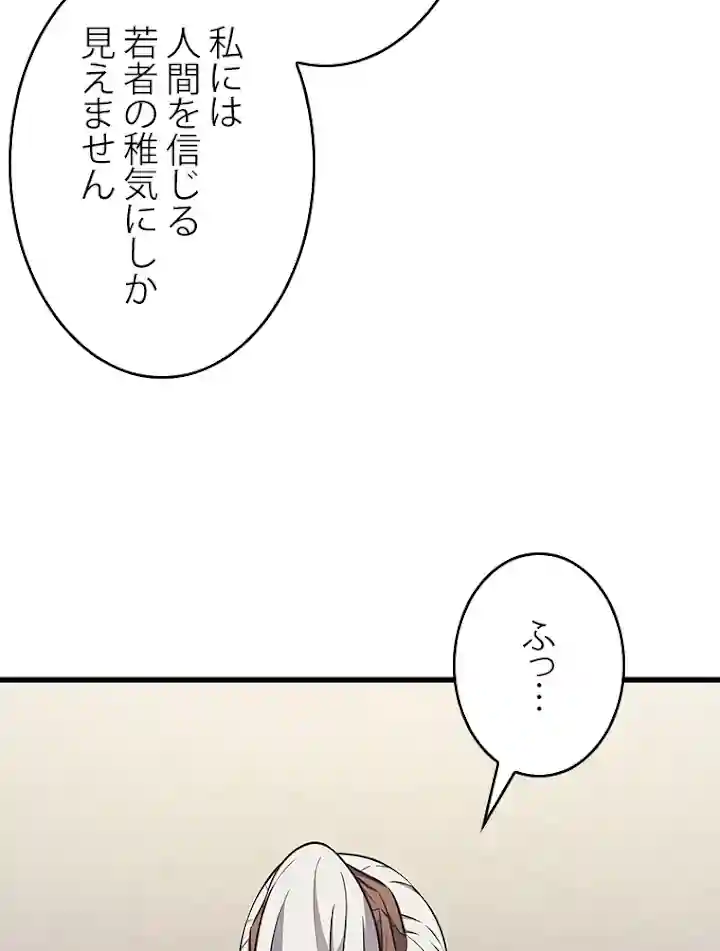 私には
人間を信じる
若者の稚気にしか
見えません
ふっ…